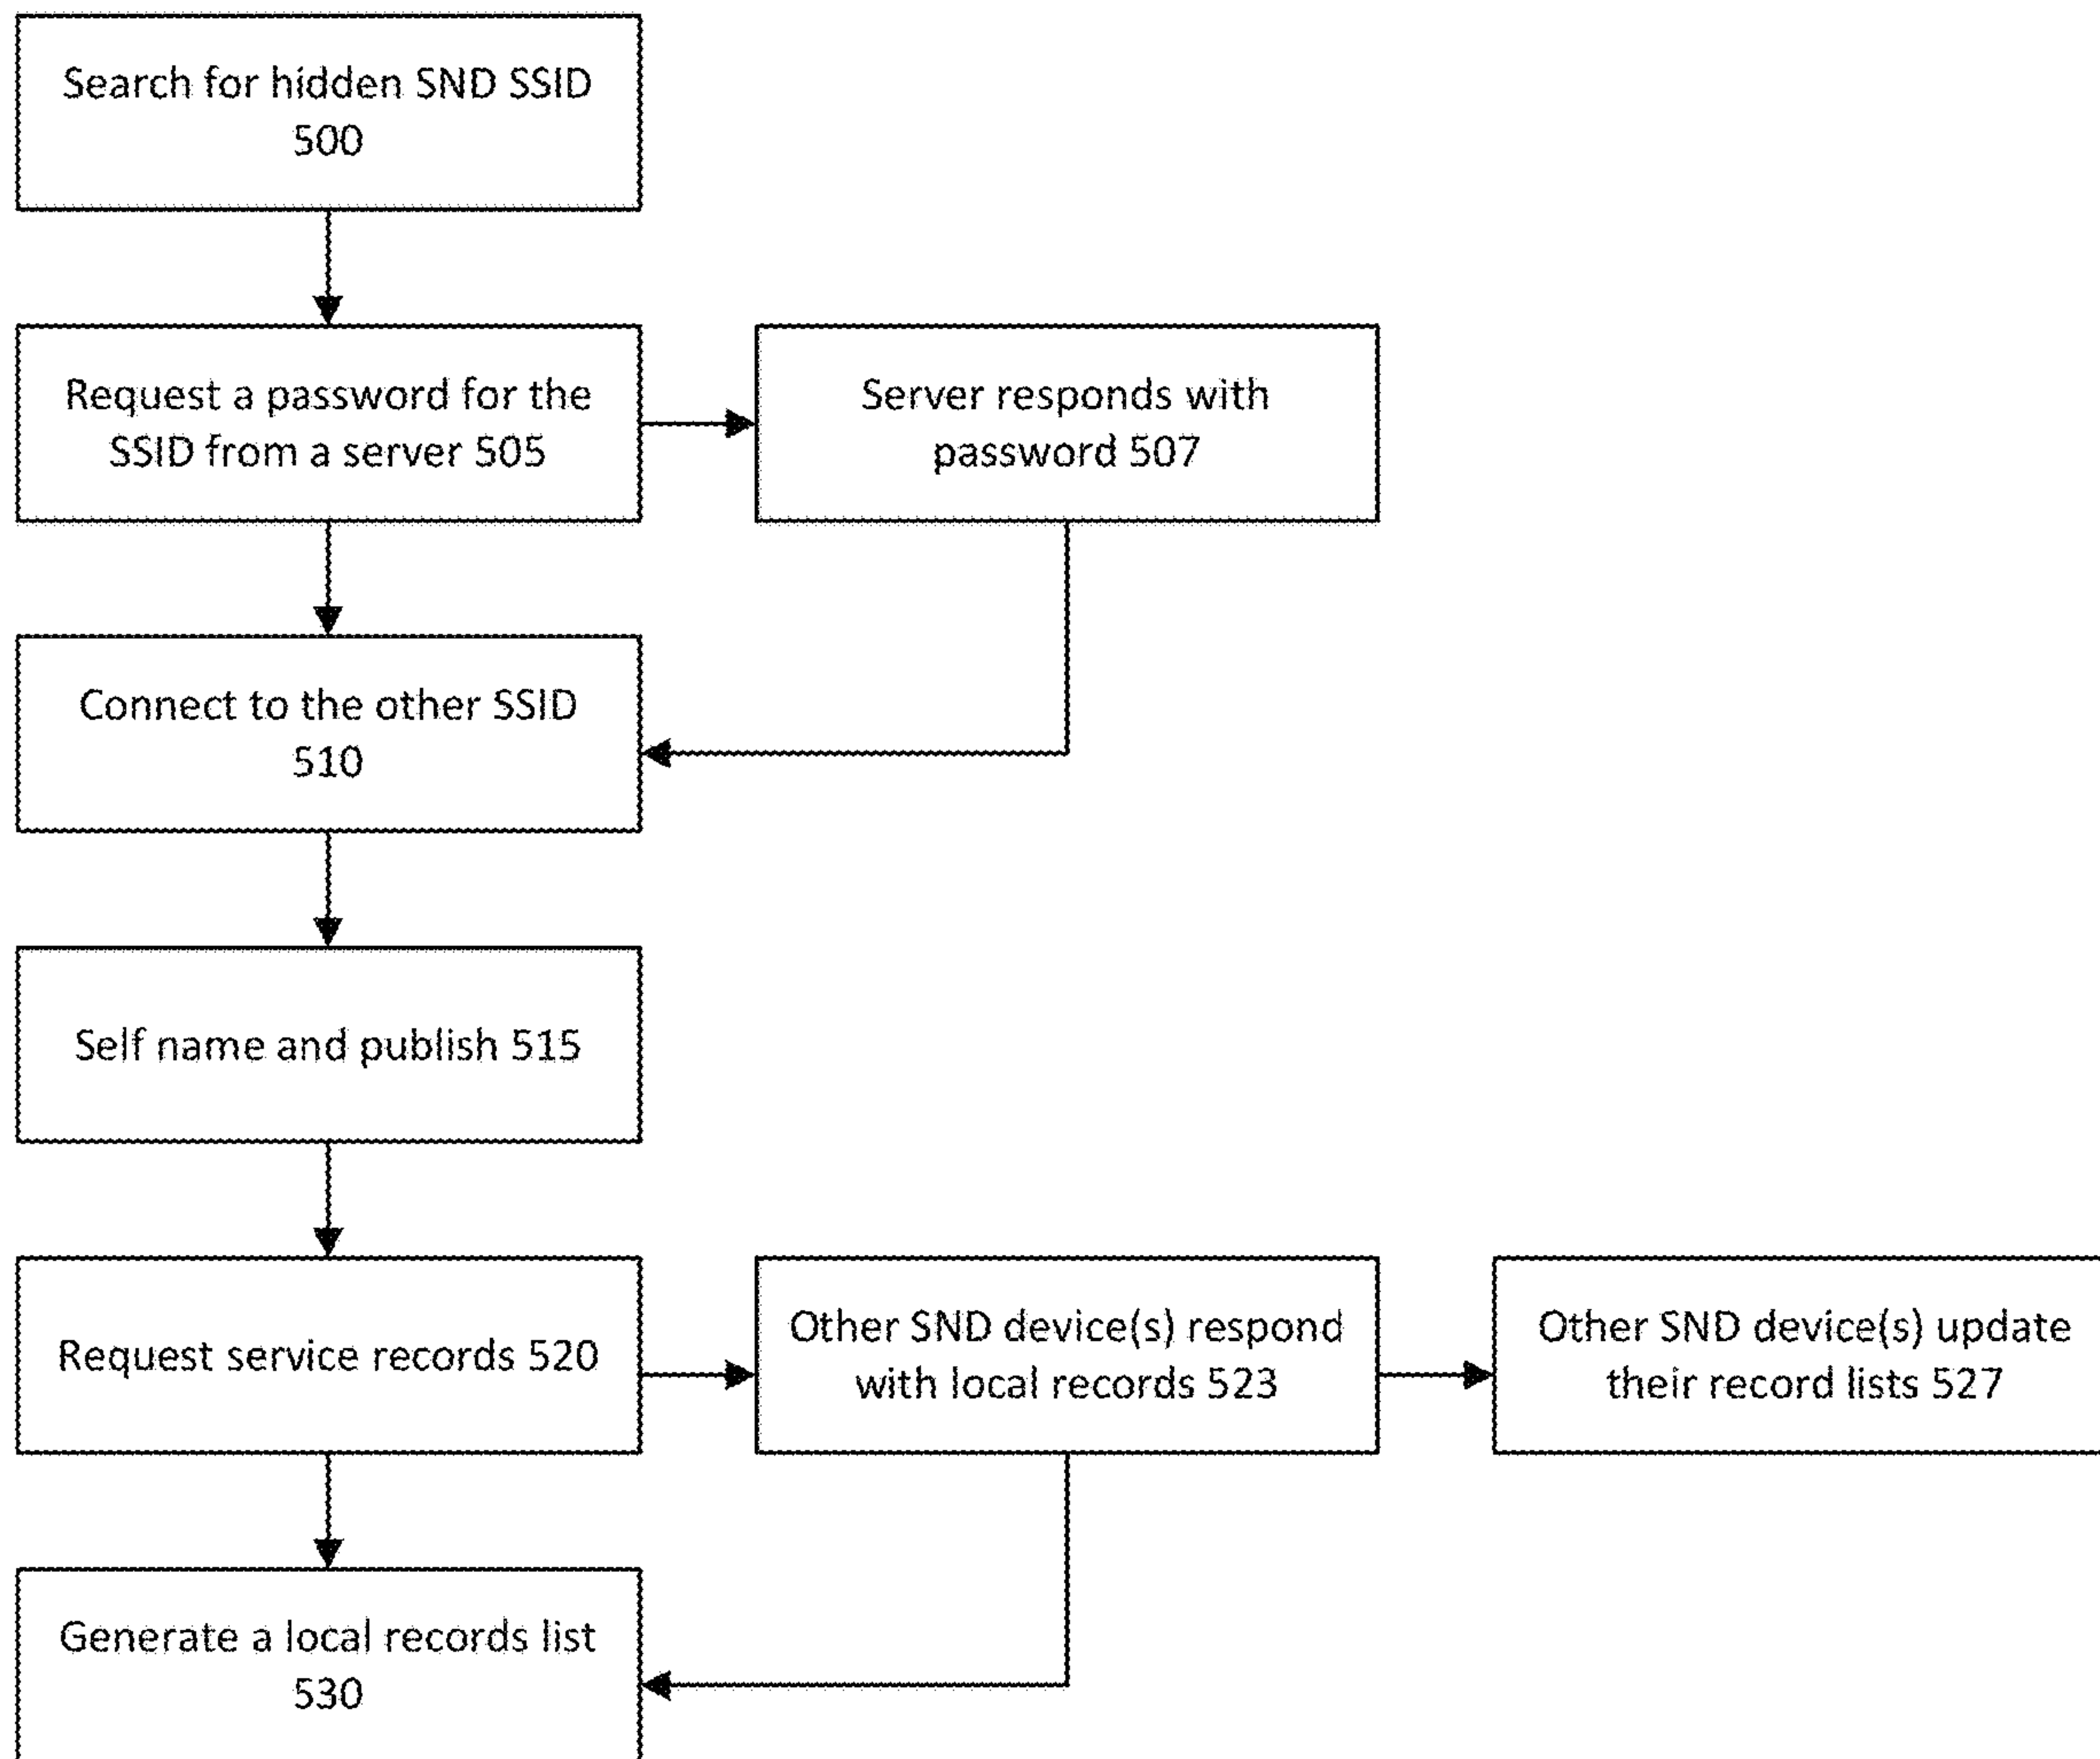 Search for hidden SND SSID
500
Request a password for the
SSID from a server 505
Server responds with
password 507
Connect to the other SSID
510
Self name and publish 515
Request service records 520
Other SND device(s) respond
with local records 523
Other SND device(s) update
their record lists 527
Generate a local records list
530